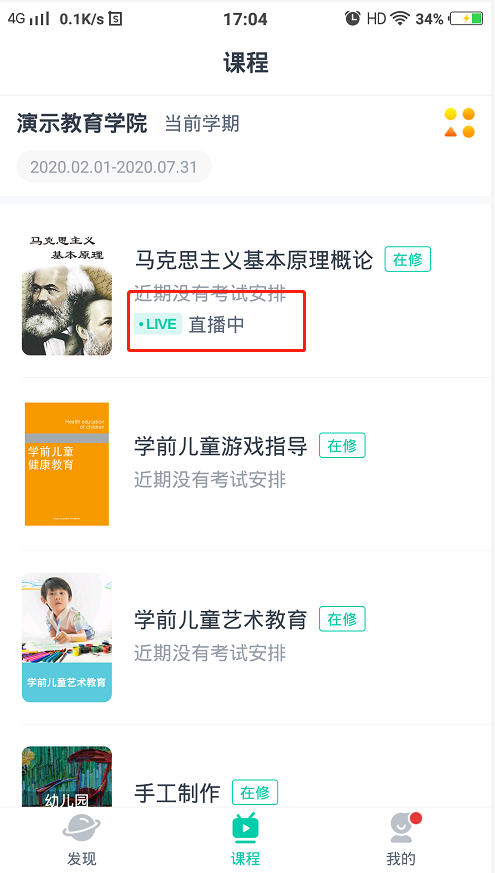 4G 0.1K/s 17:04 HD 34%
课程
演示教育学院 当前学期
2020.02.01-2020.07.31
马克思主义
基本原理
马克思主义基本原理概论 在修
近期没有考试安排
• LIVE 直播中
Health education
of children
学前儿童
健康教育
学前儿童游戏指导 在修
近期没有考试安排
学前儿童艺术教育
学前儿童艺术教育 在修
近期没有考试安排
幼儿园
手工制作 在修
发现 课程 我的